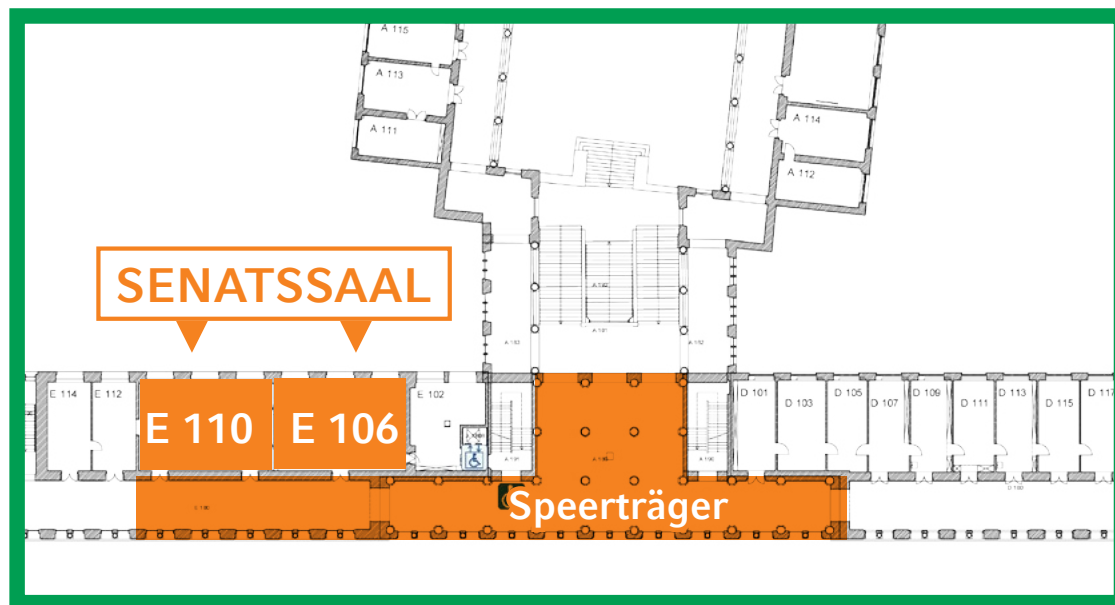 A 115
A 113
A 111
A 114
A 112
SENATSSAAL
E 114
E 112
E 110
E 106
E 102
D 101
D 103
D 105
D 107
D 109
D 111
D 113
D 115
D 117
Speerträger